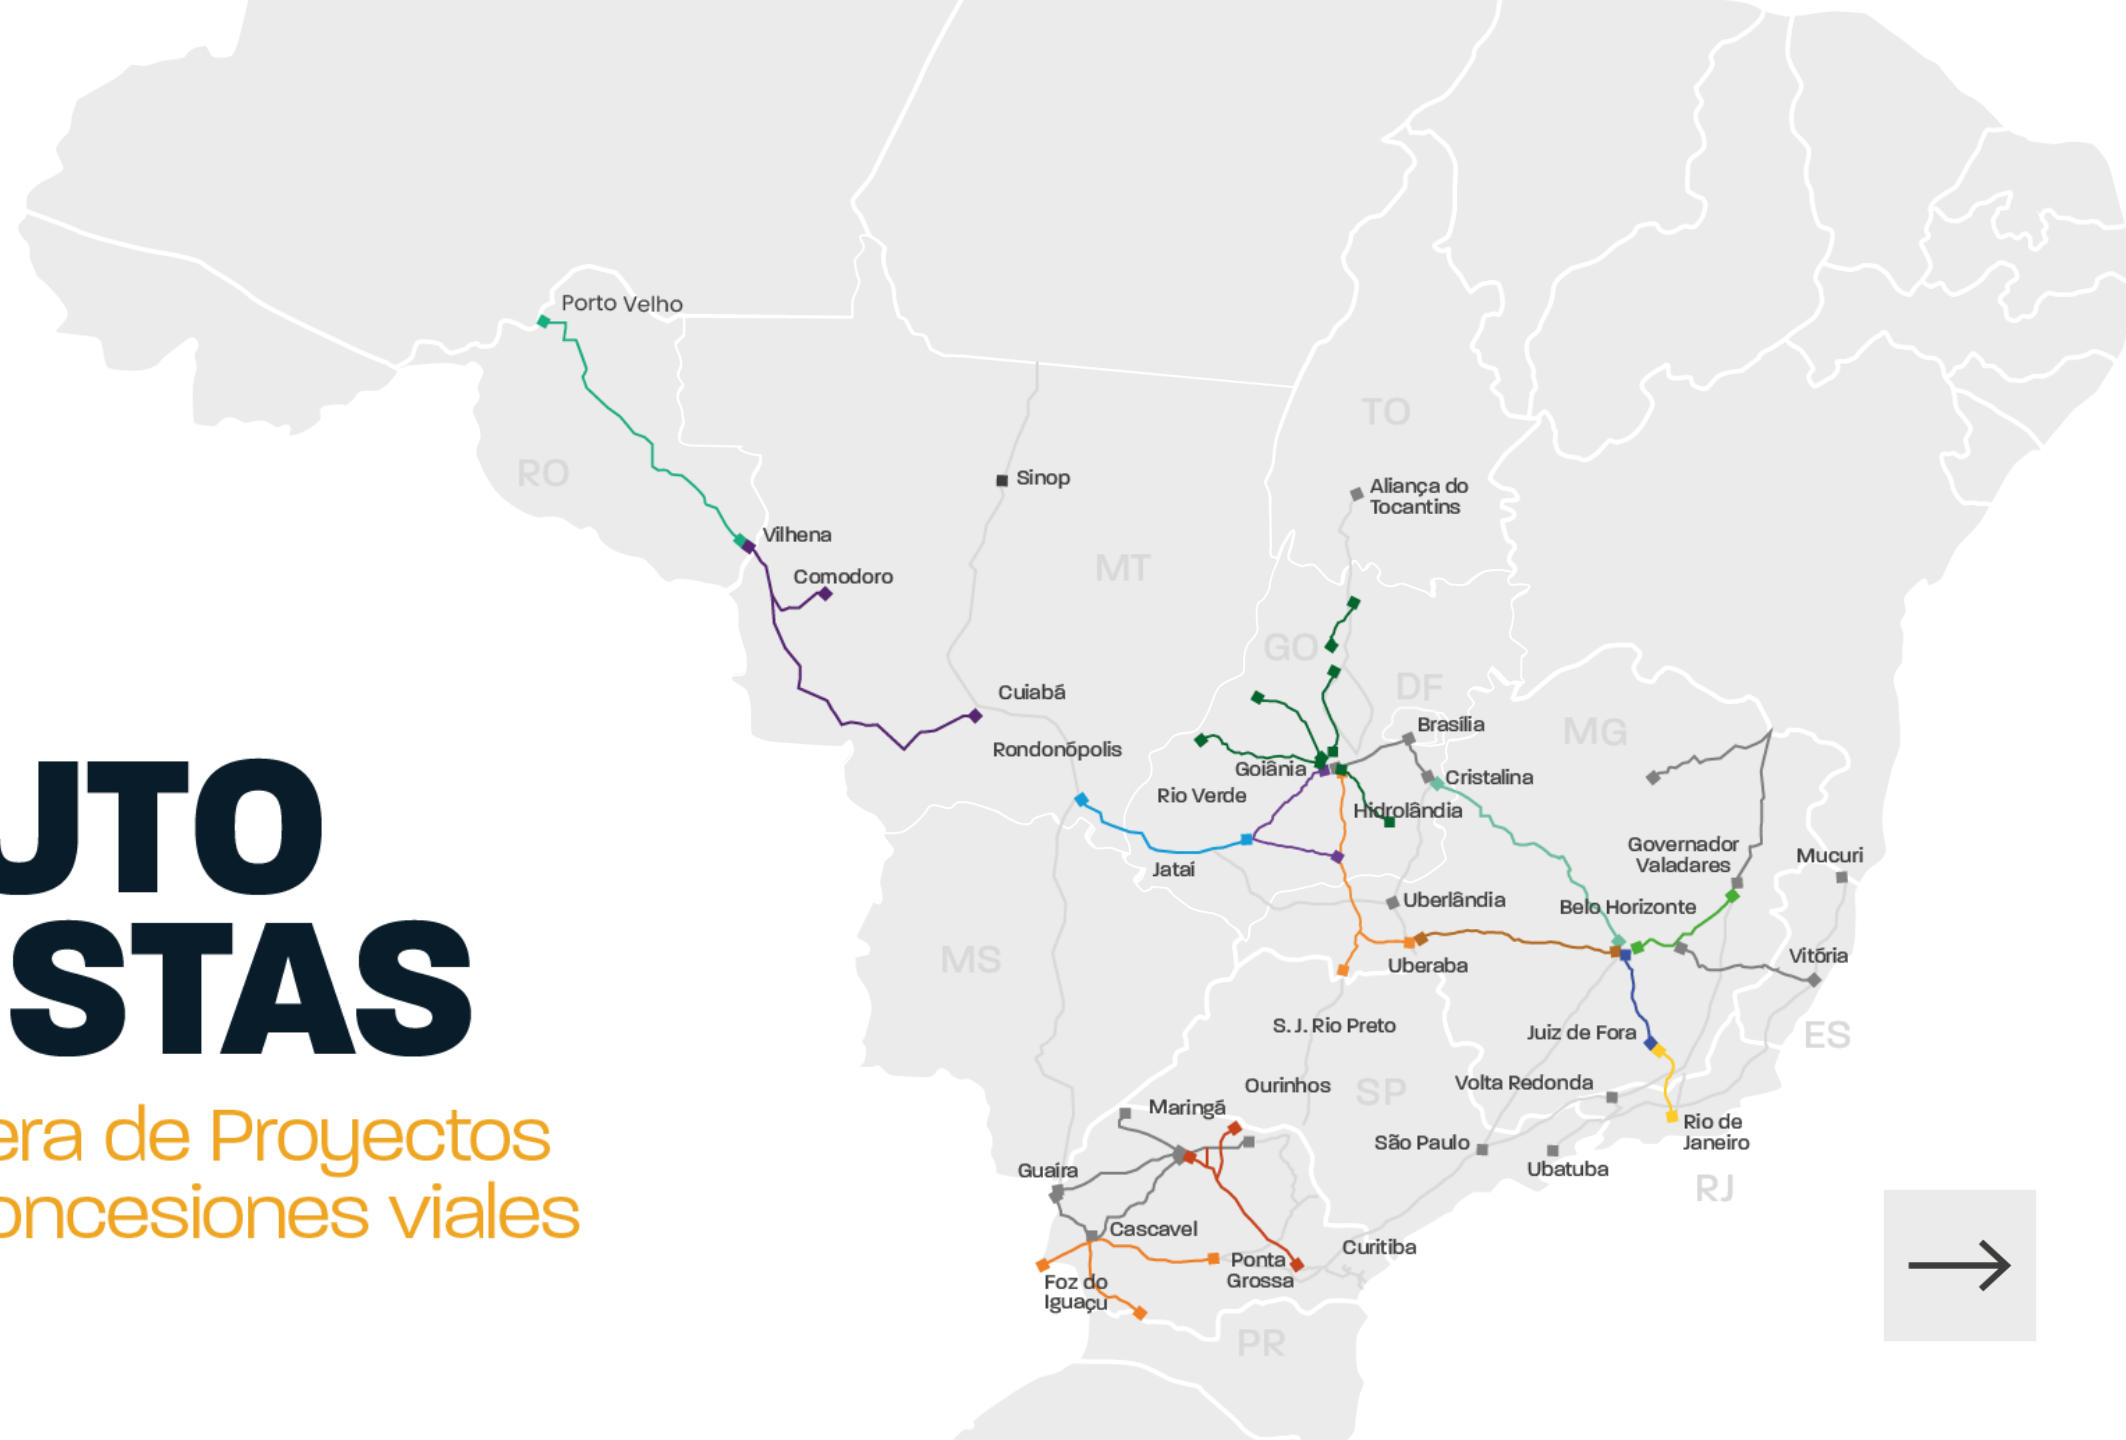 Porto Velho
TO
RO
Sinop
Aliança do
Tocantins
Vilhena
MT
Comodoro
GO
DF
Cuiabá
Brasília
MG
Rondonópolis
Goiânia
Cristalina
Rio Verde
Hidrolândia
Governador
Valadares
Mucuri
Jataí
Uberlândia
Belo Horizonte
MS
Uberaba
Vitória
S. J. Rio Preto
Juiz de Fora
ES
Ourinhos
SP
Volta Redonda
Maringá
Rio de
Janeiro
São Paulo
Guaíra
Ubatuba
RJ
Cascavel
Curitiba
Ponta
Grossa
Foz do
Iguaçu
PR
UTO
STAS
era de Proyectos
oncesiones viales